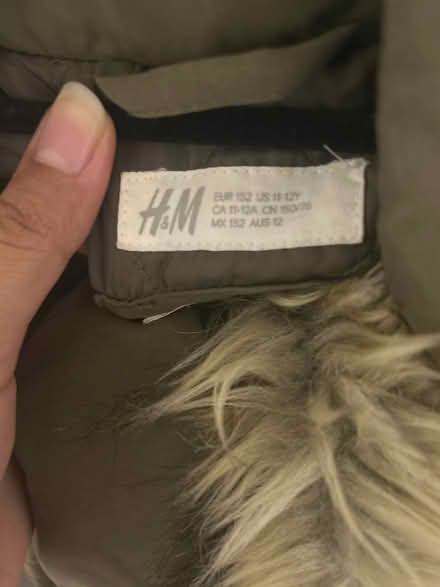 H&M
EUR 152 US 11-12Y
CA 11-12A CN 150/76
MX 152 AUS 12